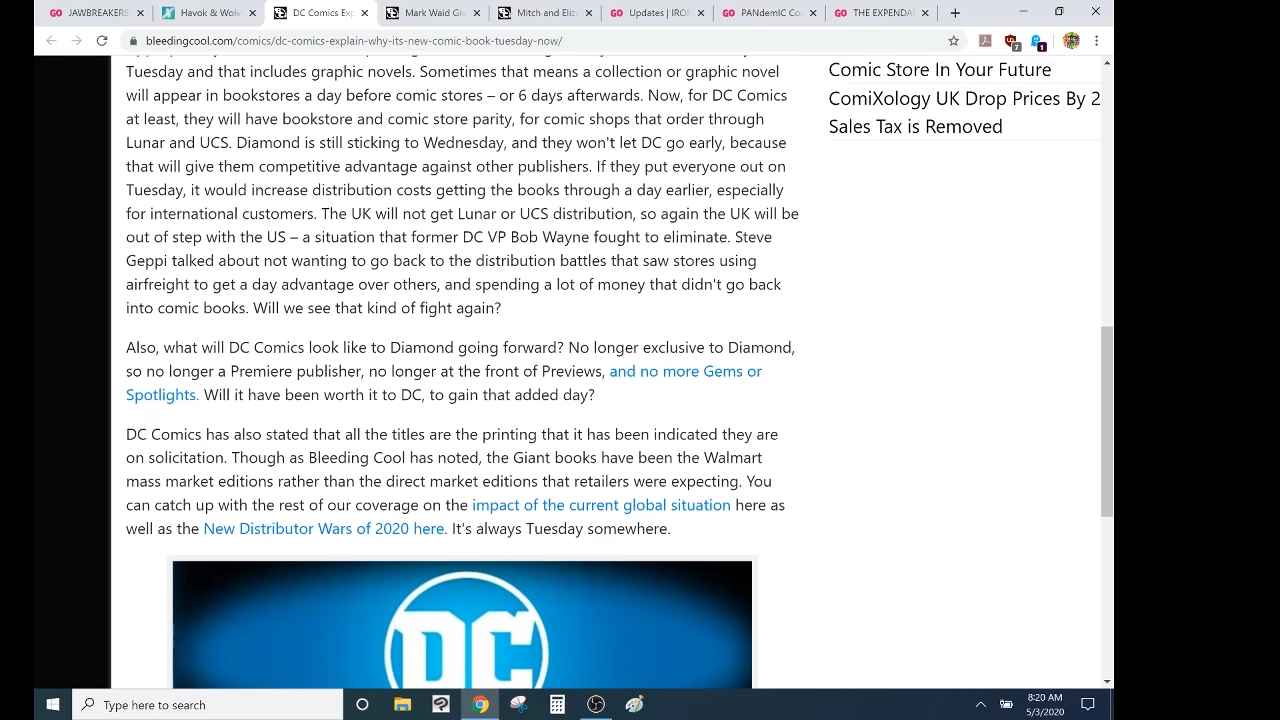 JAWBREAKERS
Havok & Wolv
DC Comics Exp
Mark Waid Giv
Mitch and Eliz
Updates | IRON
PANdemIC Co
THE EXPENDA
bleedingcool.com/comics/dc-comics-explain-why-its-new-comic-book-tuesday-now/
7
1
Tuesday and that includes graphic novels. Sometimes that means a collection or graphic novel
will appear in bookstores a day before comic stores – or 6 days afterwards. Now, for DC Comics
at least, they will have bookstore and comic store parity, for comic shops that order through
Lunar and UCS. Diamond is still sticking to Wednesday, and they won't let DC go early, because
that will give them competitive advantage against other publishers. If they put everyone out on
Tuesday, it would increase distribution costs getting the books through a day earlier, especially
for international customers. The UK will not get Lunar or UCS distribution, so again the UK will be
out of step with the US – a situation that former DC VP Bob Wayne fought to eliminate. Steve
Geppi talked about not wanting to go back to the distribution battles that saw stores using
airfreight to get a day advantage over others, and spending a lot of money that didn't go back
into comic books. Will we see that kind of fight again?
Also, what will DC Comics look like to Diamond going forward? No longer exclusive to Diamond,
so no longer a Premiere publisher, no longer at the front of Previews, and no more Gems or
Spotlights. Will it have been worth it to DC, to gain that added day?
DC Comics has also stated that all the titles are the printing that it has been indicated they are
on solicitation. Though as Bleeding Cool has noted, the Giant books have been the Walmart
mass market editions rather than the direct market editions that retailers were expecting. You
can catch up with the rest of our coverage on the impact of the current global situation here as
well as the New Distributor Wars of 2020 here. It's always Tuesday somewhere.
DC
Comic Store In Your Future
ComiXology UK Drop Prices By 2
Sales Tax is Removed
Type here to search
8:20 AM
5/3/2020